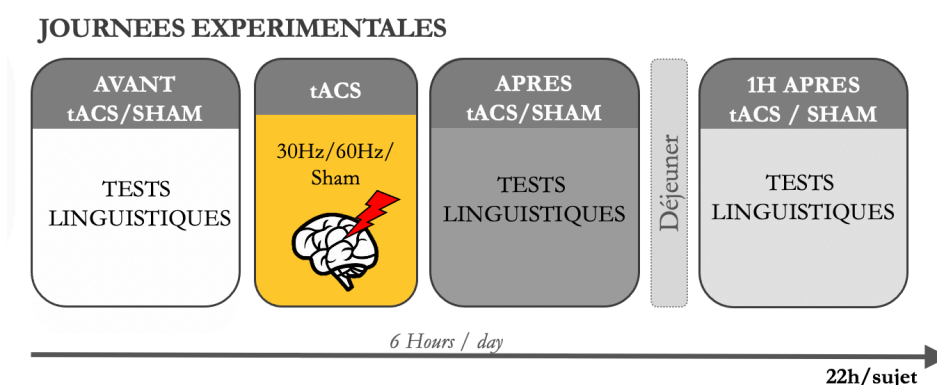 JOURNEES EXPERIMENTALES
AVANT
tACS/SHAM
TESTS
LINGUISTIQUES
tACS
30Hz/60Hz/
Sham
APRES
tACS/SHAM
TESTS
LINGUISTIQUES
Déjeuner
1H APRES
tACS / SHAM
TESTS
LINGUISTIQUES
6 Hours / day
22h/sujet